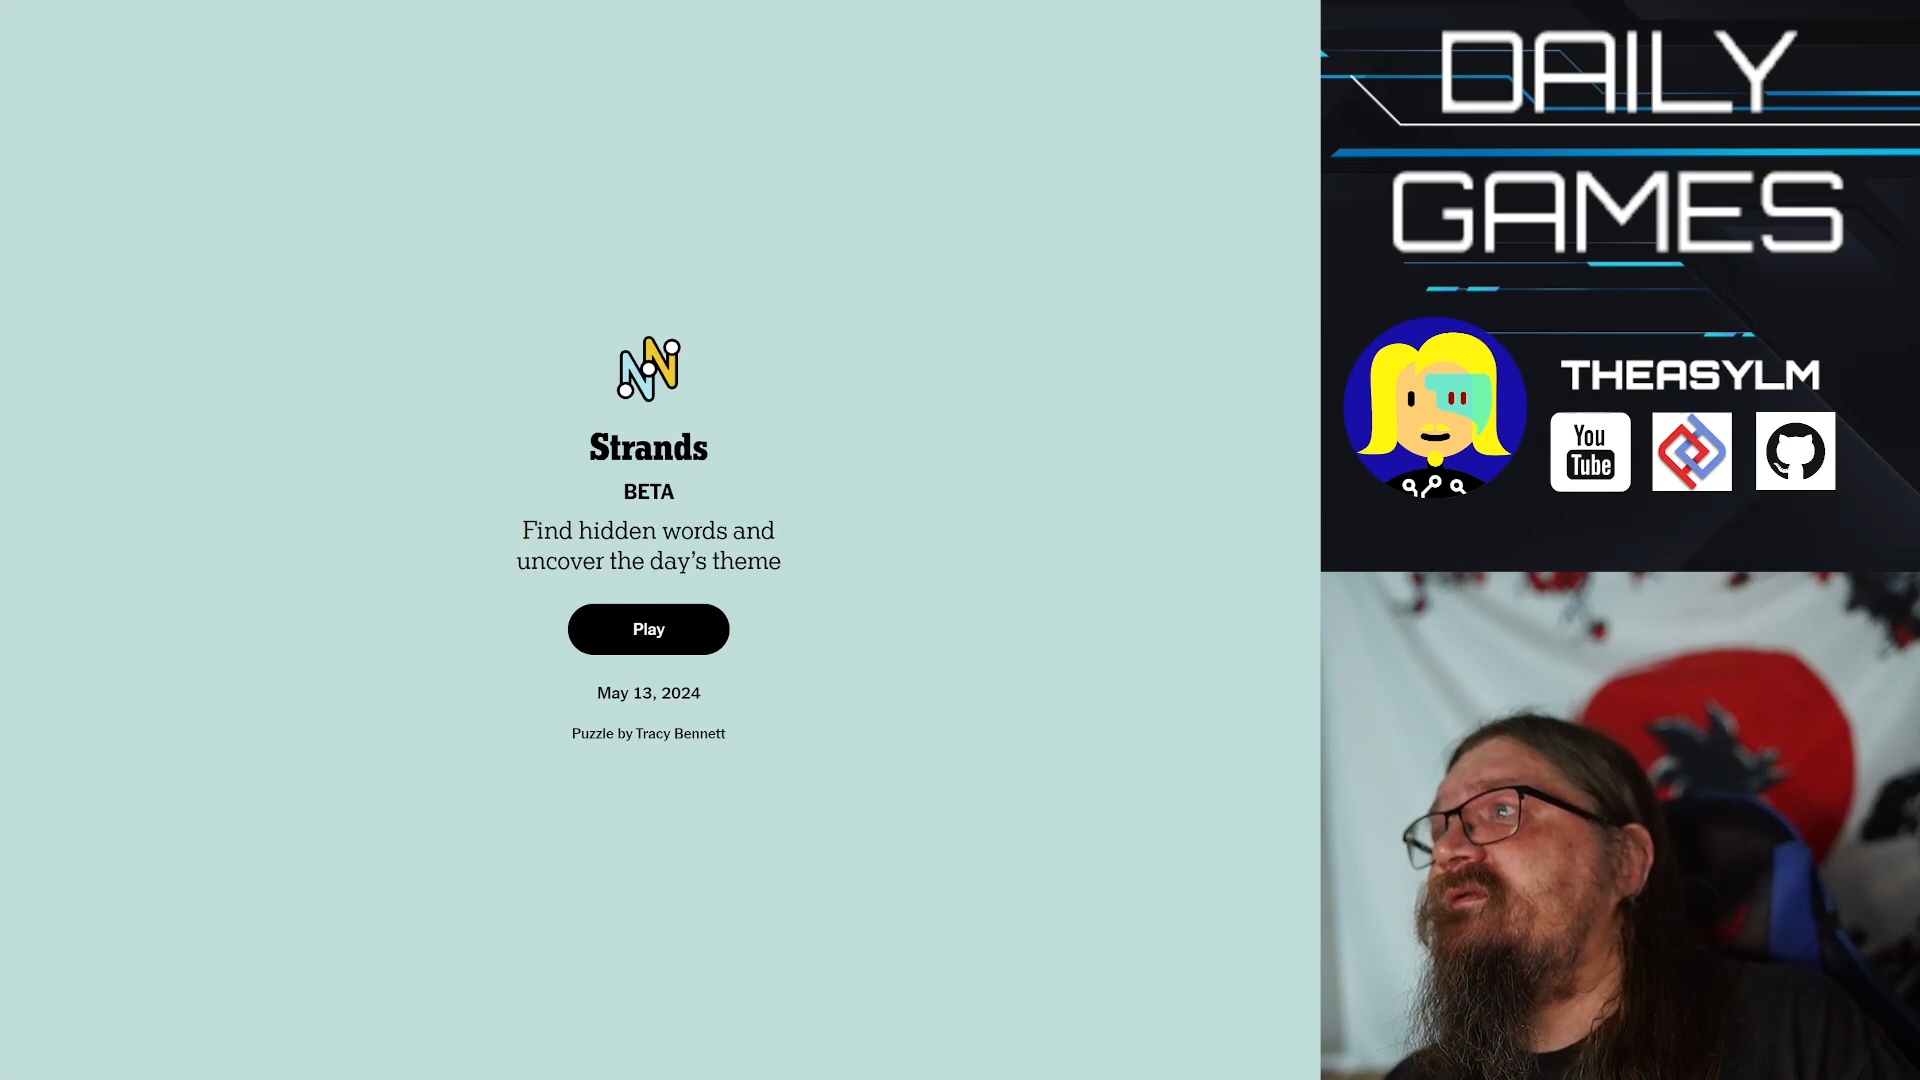 Strands
BETA
Find hidden words and
uncover the day's theme
Play
May 13, 2024
Puzzle by Tracy Bennett
DAILY
GAMES
THEASYLM
You
Tube